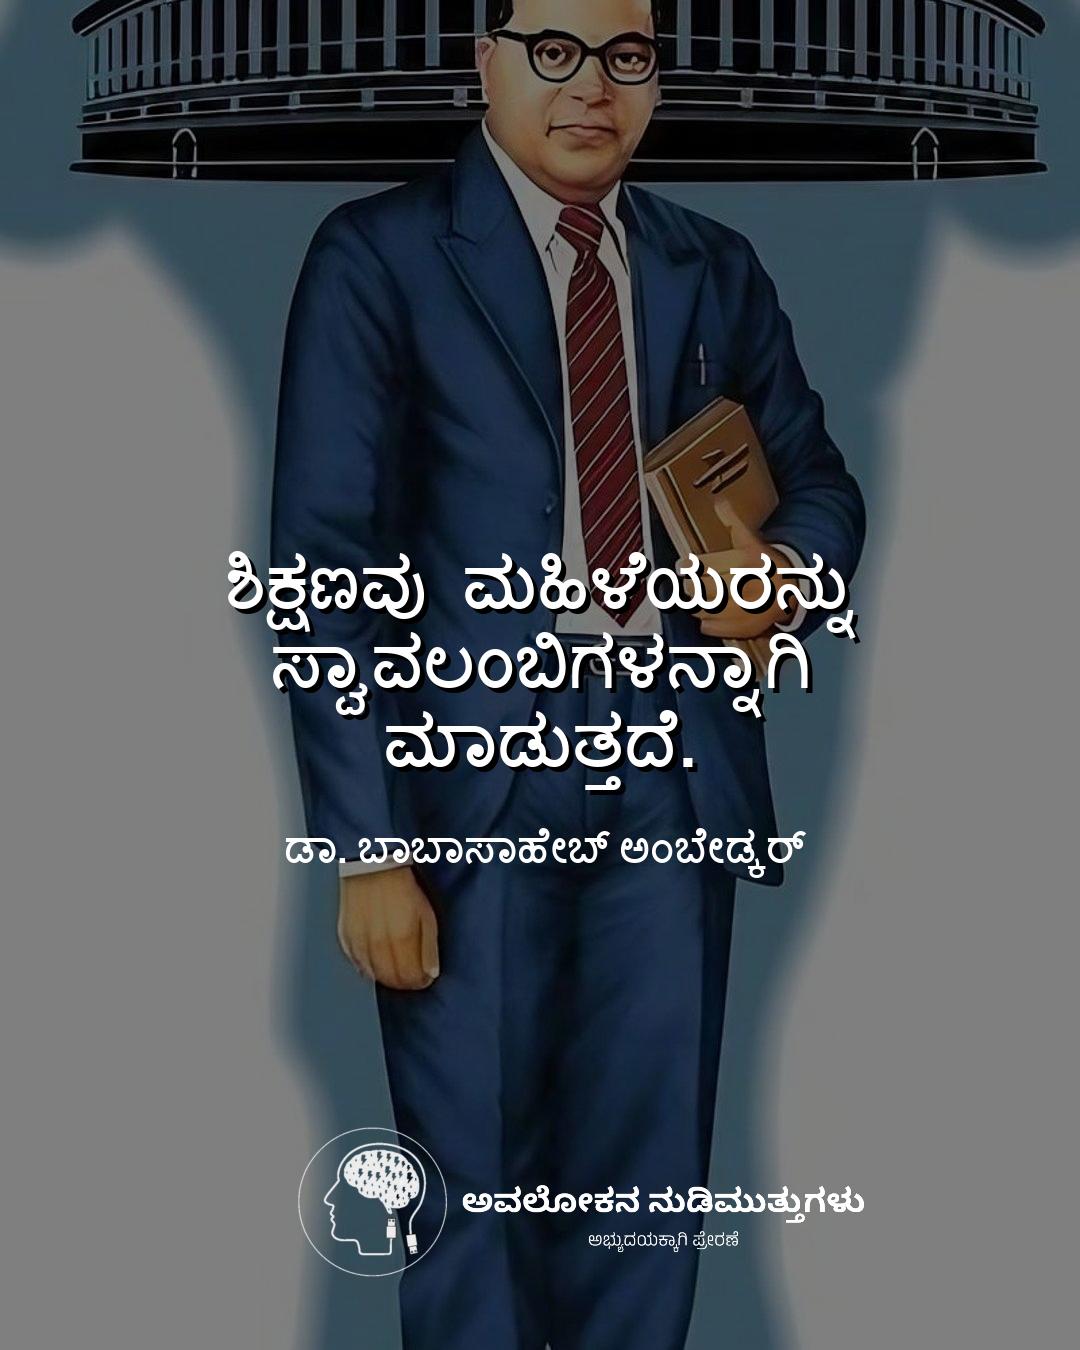 ಶಿಕ್ಷಣವು ಮಹಿಳೆಯರನ್ನು
ಸ್ವಾವಲಂಬಿಗಳನ್ನಾಗಿ
ಮಾಡುತ್ತದೆ.
ಡಾ. ಬಾಬಾಸಾಹೇಬ್ ಅಂಬೇಡ್ಕರ್
ಅವಲೋಕನ ನುಡಿಮುತ್ತುಗಳು
ಅಭ್ಯುದಯಕ್ಕಾಗಿ ಪ್ರೇರಣೆ